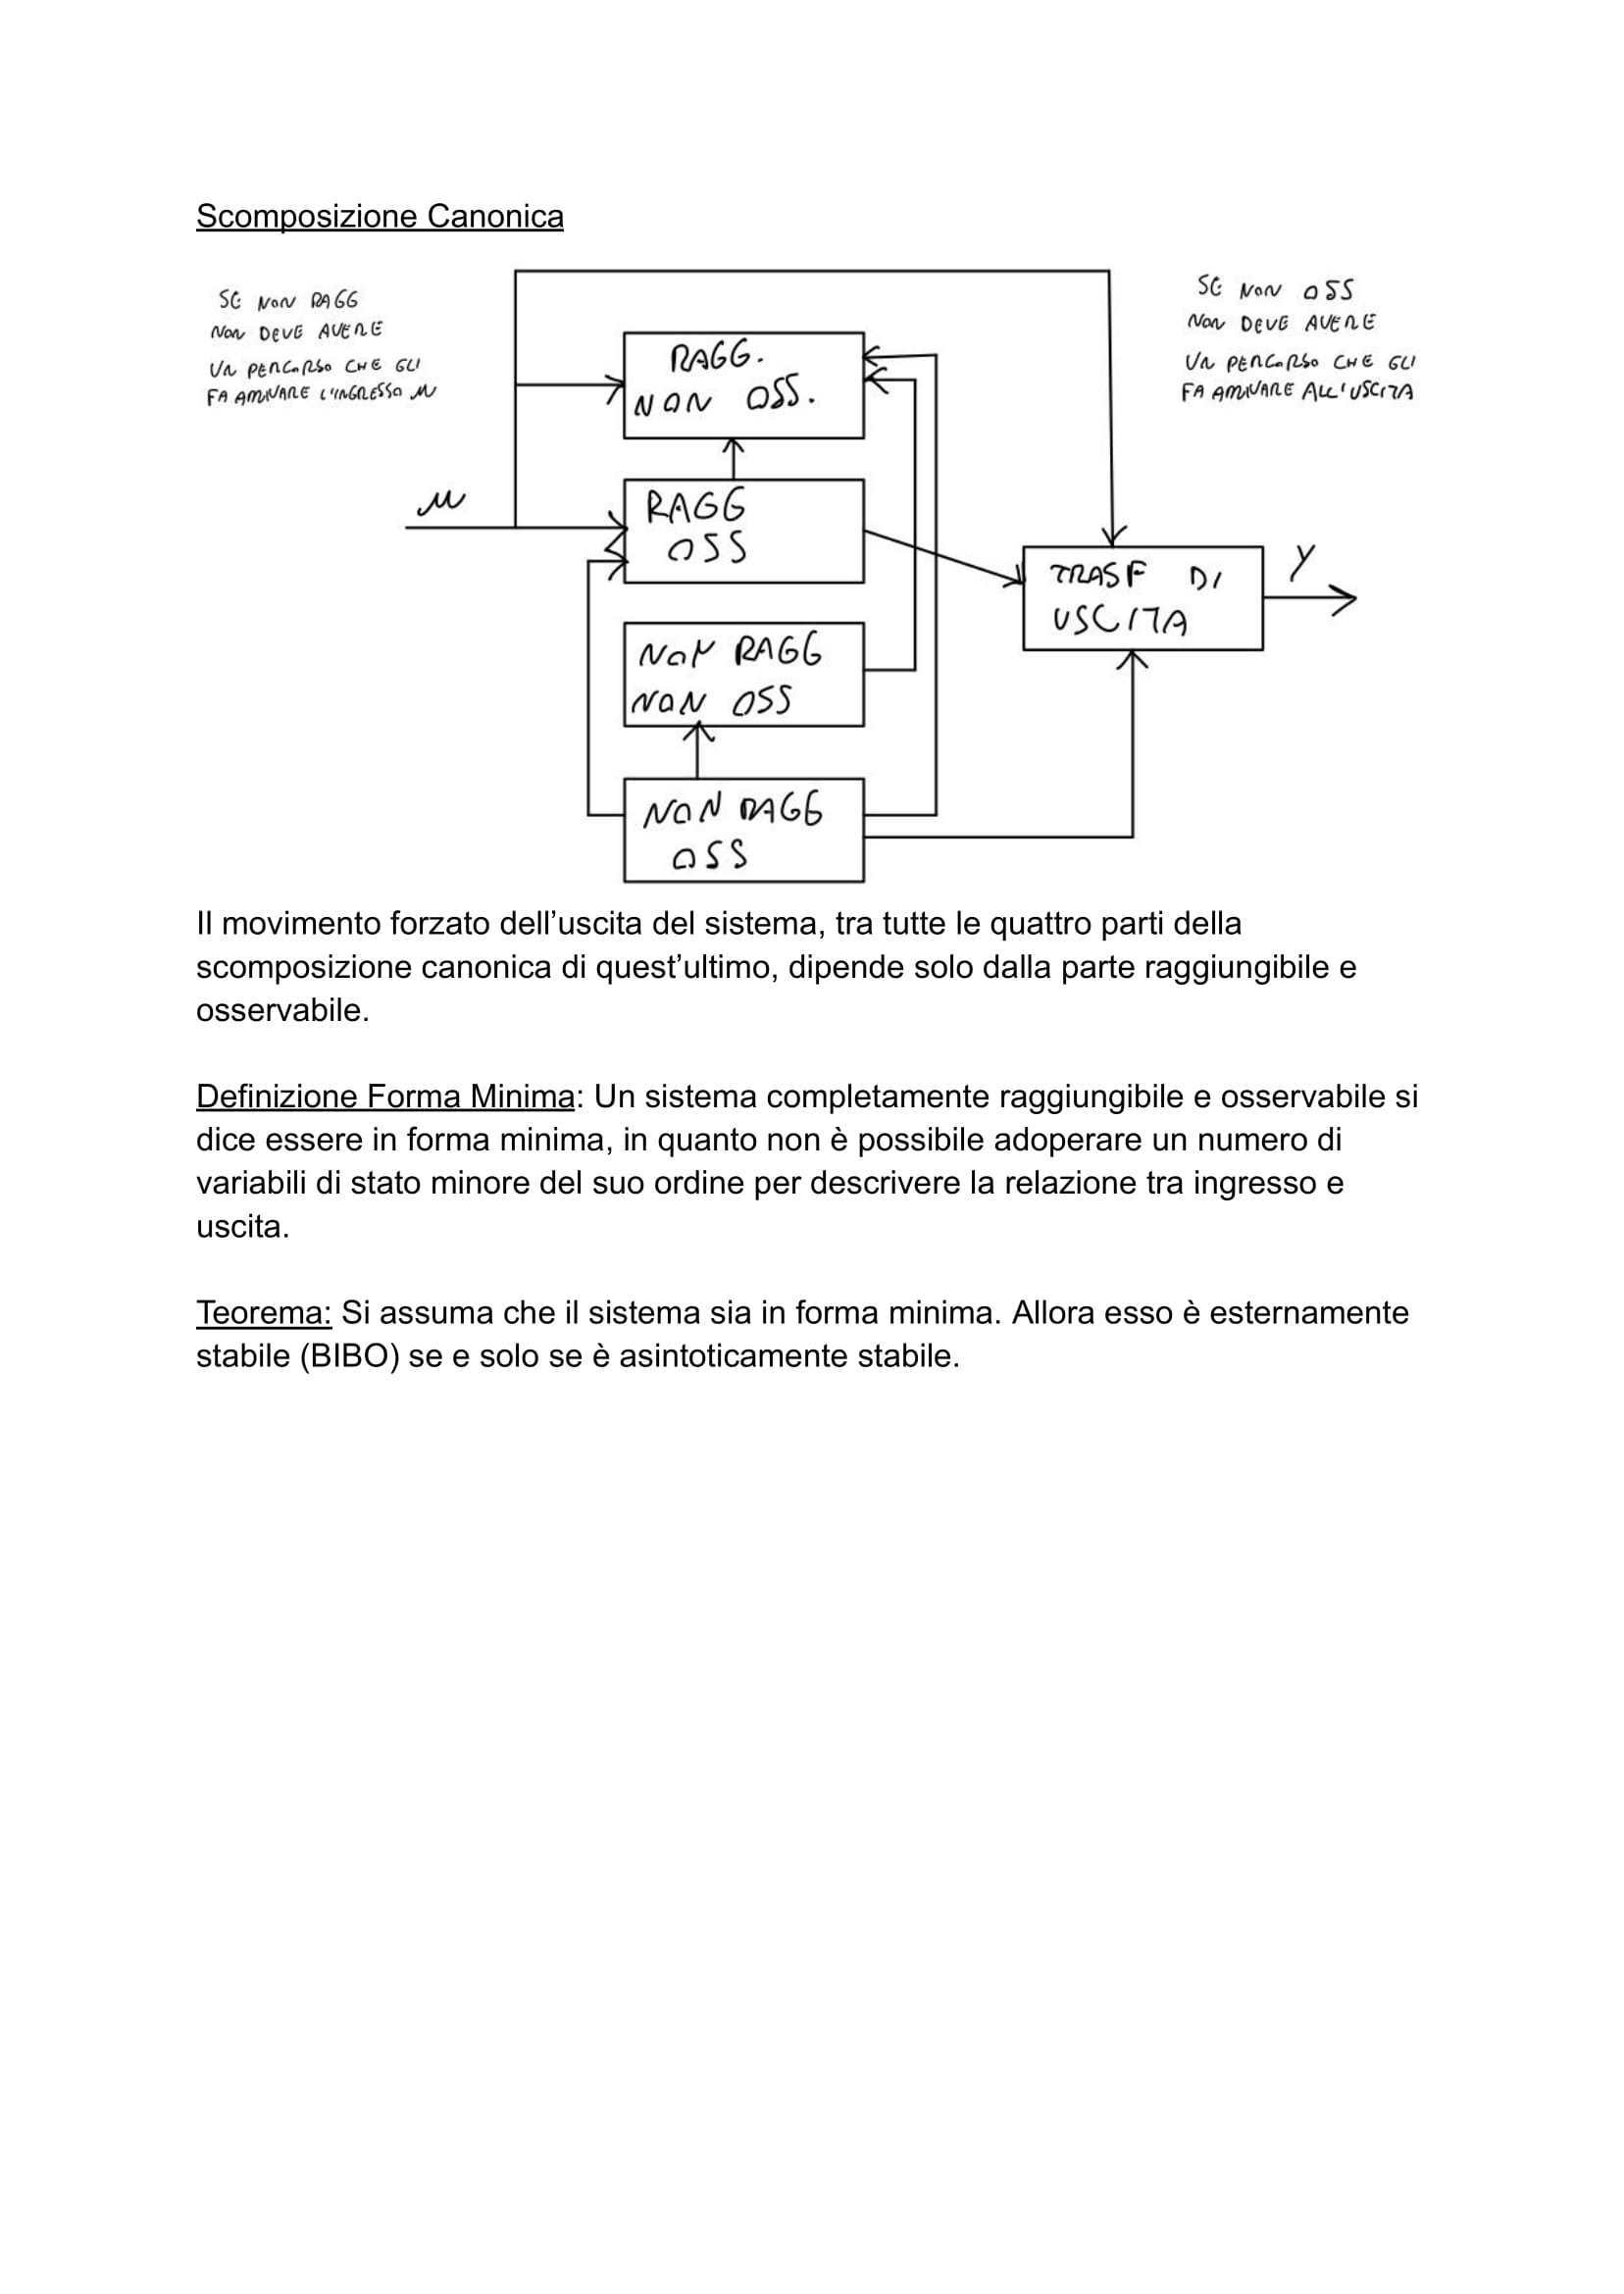 Scomposizione Canonica
SE NON RAGG
NON DEVE AVERE
UN PERCORSO CHE GLI
FA ARRIVARE L'INGRESSO u
SE NON OSS
NON DEVE AVERE
UN PERCORSO CHE GLI
FA ARRIVARE ALL'USCITA
RAGG.
NON OSS.
u
RAGG
OSS
TRASF DI
USCITA
y
NON RAGG
NON OSS
NON RAGG
OSS
Il movimento forzato dell’uscita del sistema, tra tutte le quattro parti della
scomposizione canonica di quest’ultimo, dipende solo dalla parte raggiungibile e
osservabile.
Definizione Forma Minima: Un sistema completamente raggiungibile e osservabile si
dice essere in forma minima, in quanto non è possibile adoperare un numero di
variabili di stato minore del suo ordine per descrivere la relazione tra ingresso e
uscita.
Teorema: Si assuma che il sistema sia in forma minima. Allora esso è esternamente
stabile (BIBO) se e solo se è asintoticamente stabile.